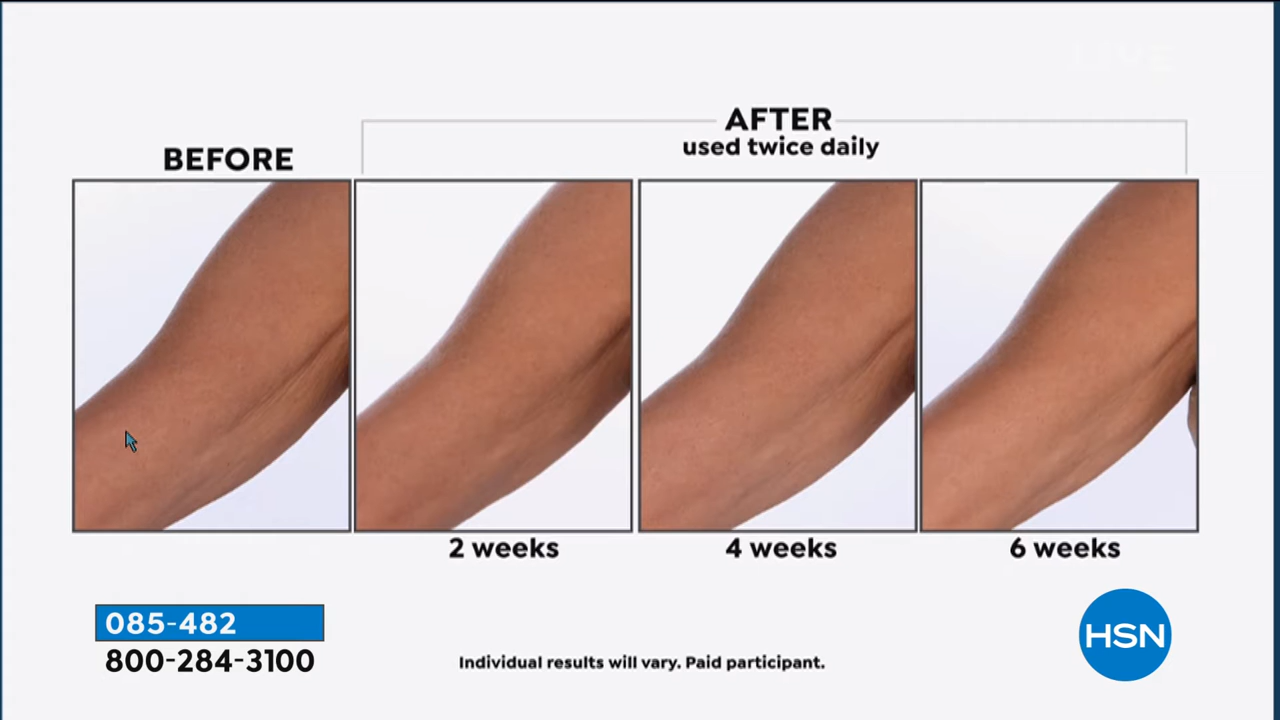 BEFORE
AFTER
used twice daily
2 weeks
4 weeks
6 weeks
085-482
800-284-3100
Individual results will vary. Paid participant.
HSN